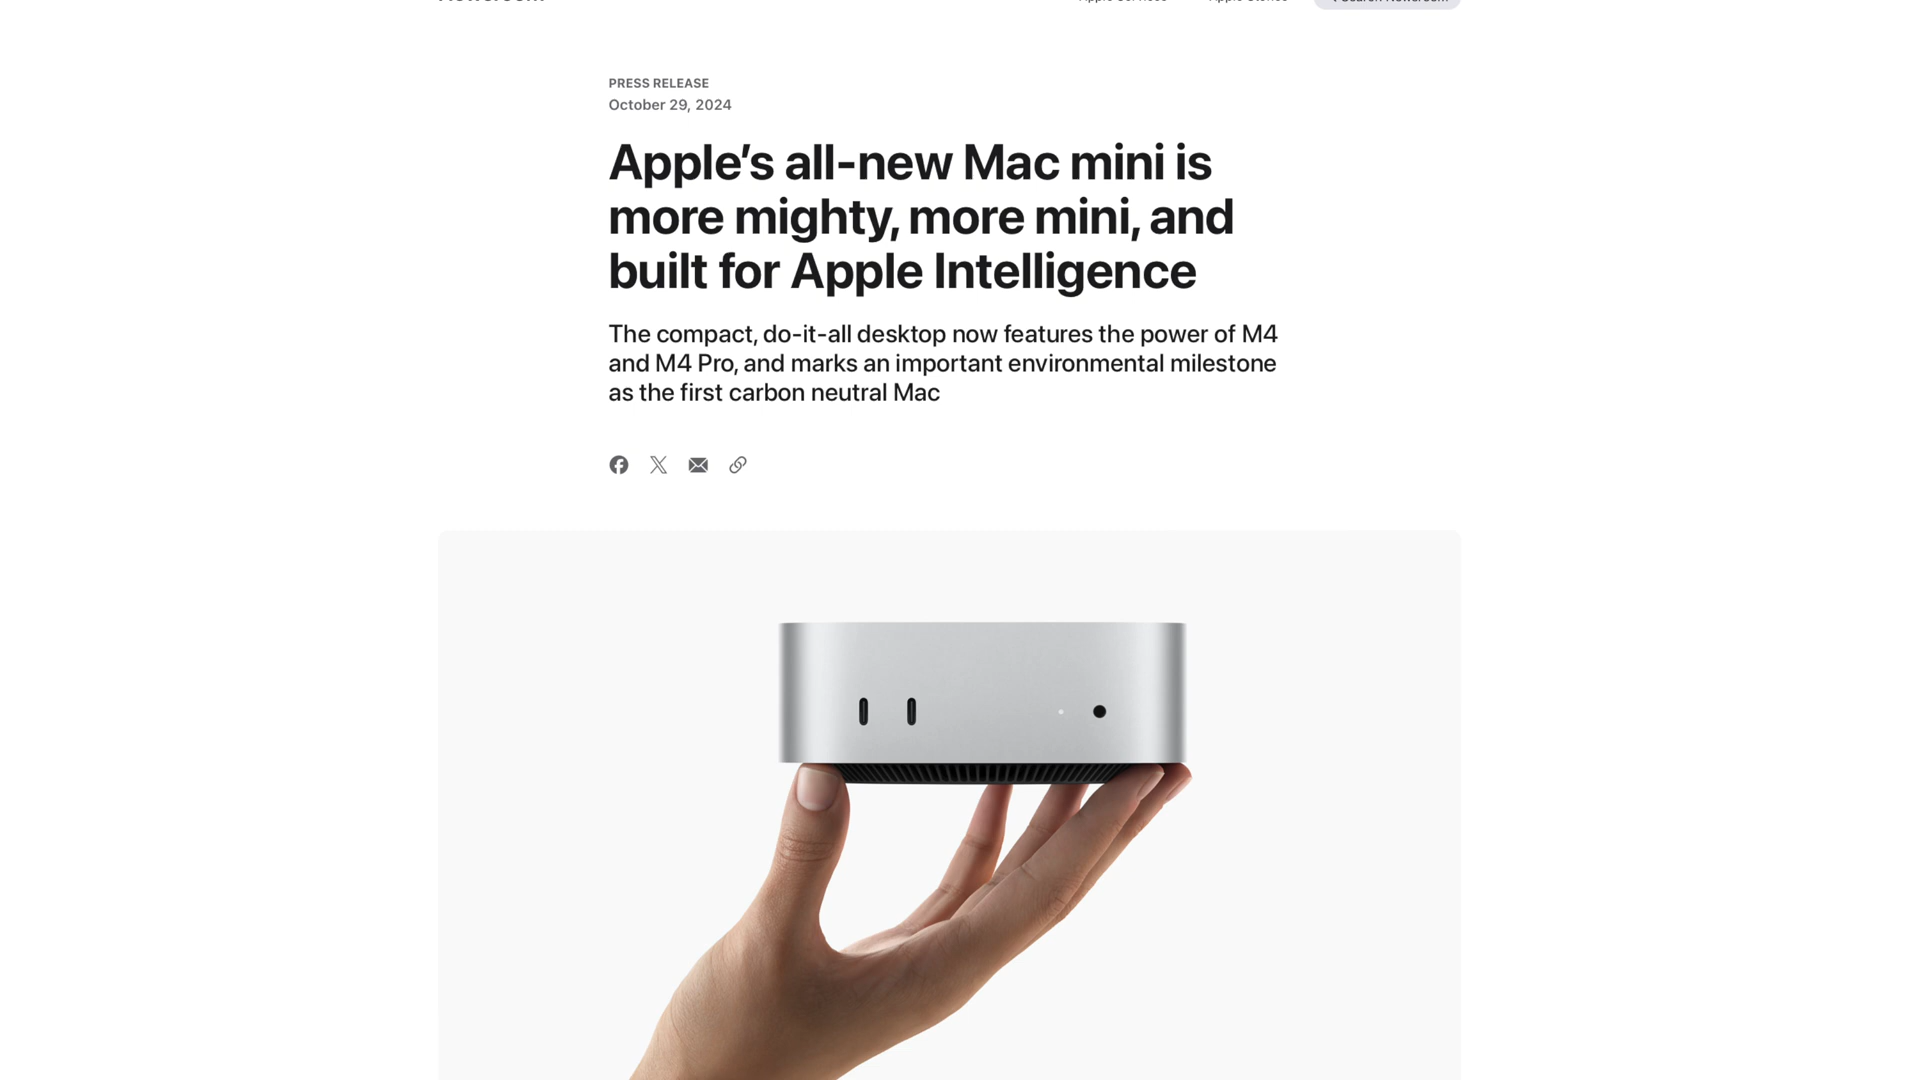 PRESS RELEASE
October 29, 2024
Apple’s all-new Mac mini is
more mighty, more mini, and
built for Apple Intelligence
The compact, do-it-all desktop now features the power of M4
and M4 Pro, and marks an important environmental milestone
as the first carbon neutral Mac